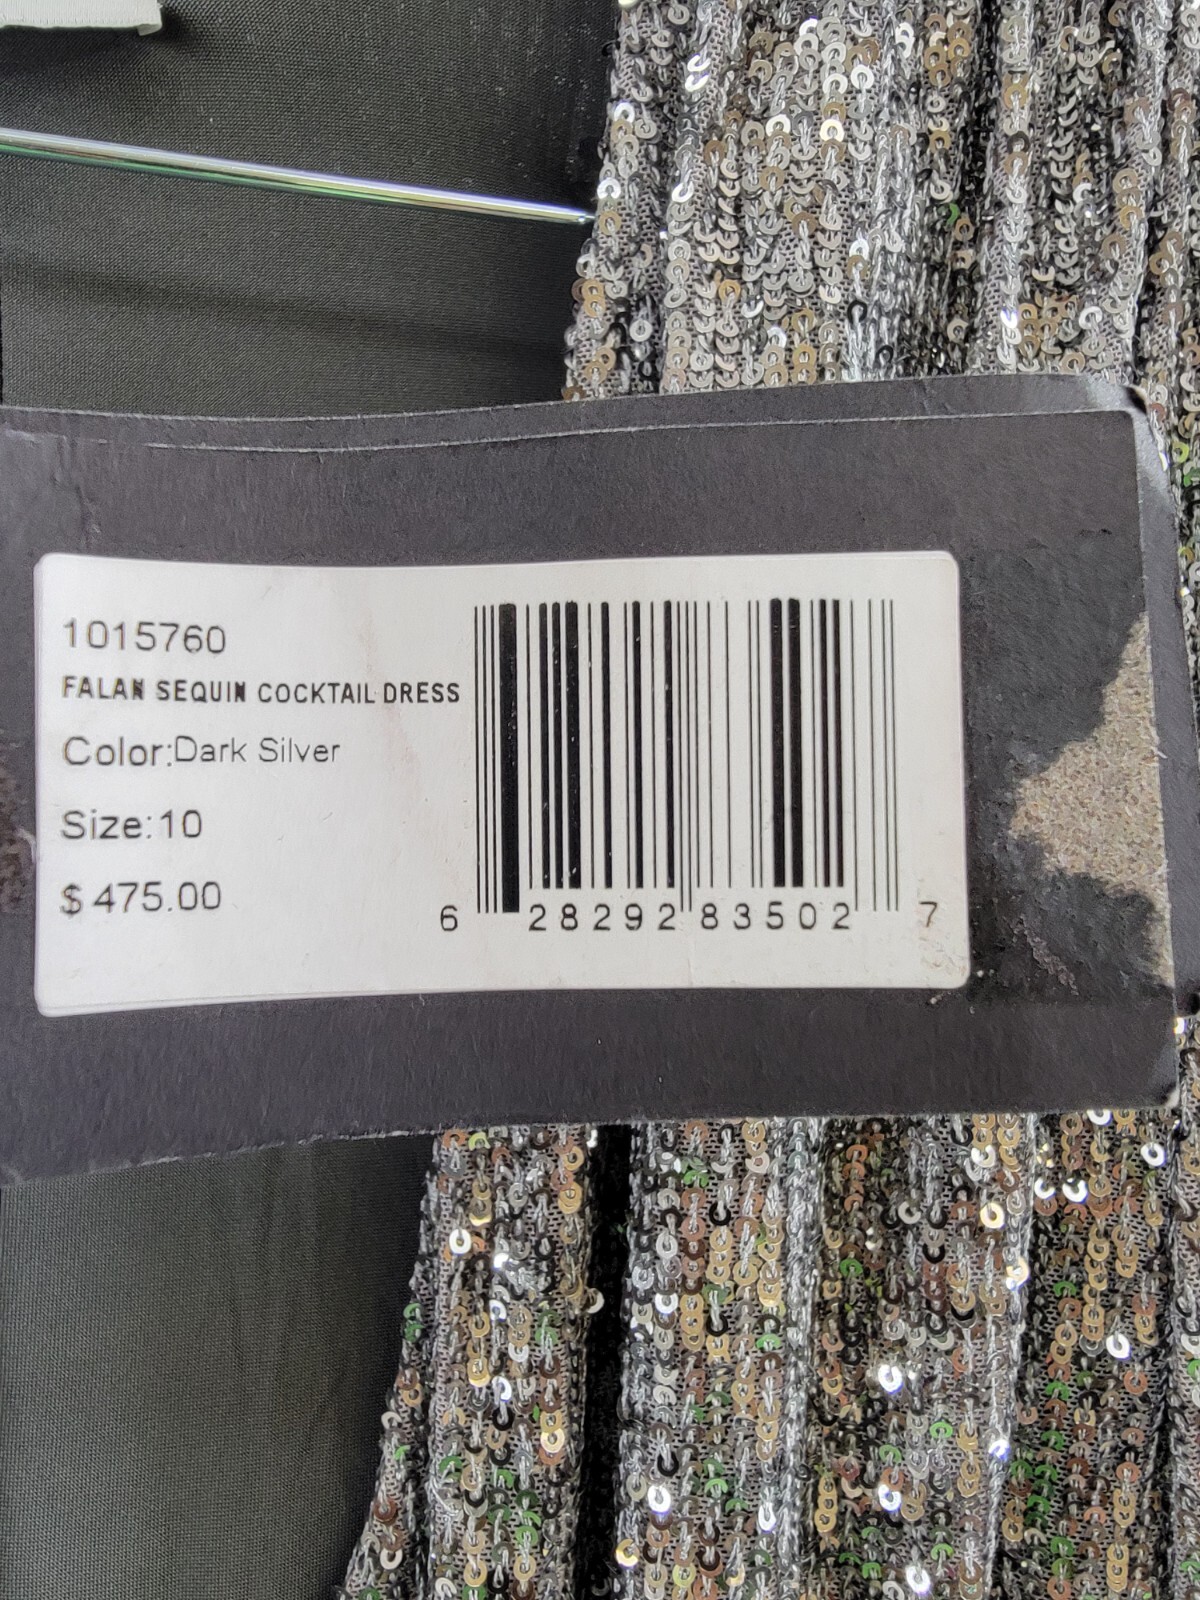 1015760
FALAN SEQUIN COCKTAIL DRESS
Color:Dark Silver
Size:10
$ 475.00
6 28292 83502 7